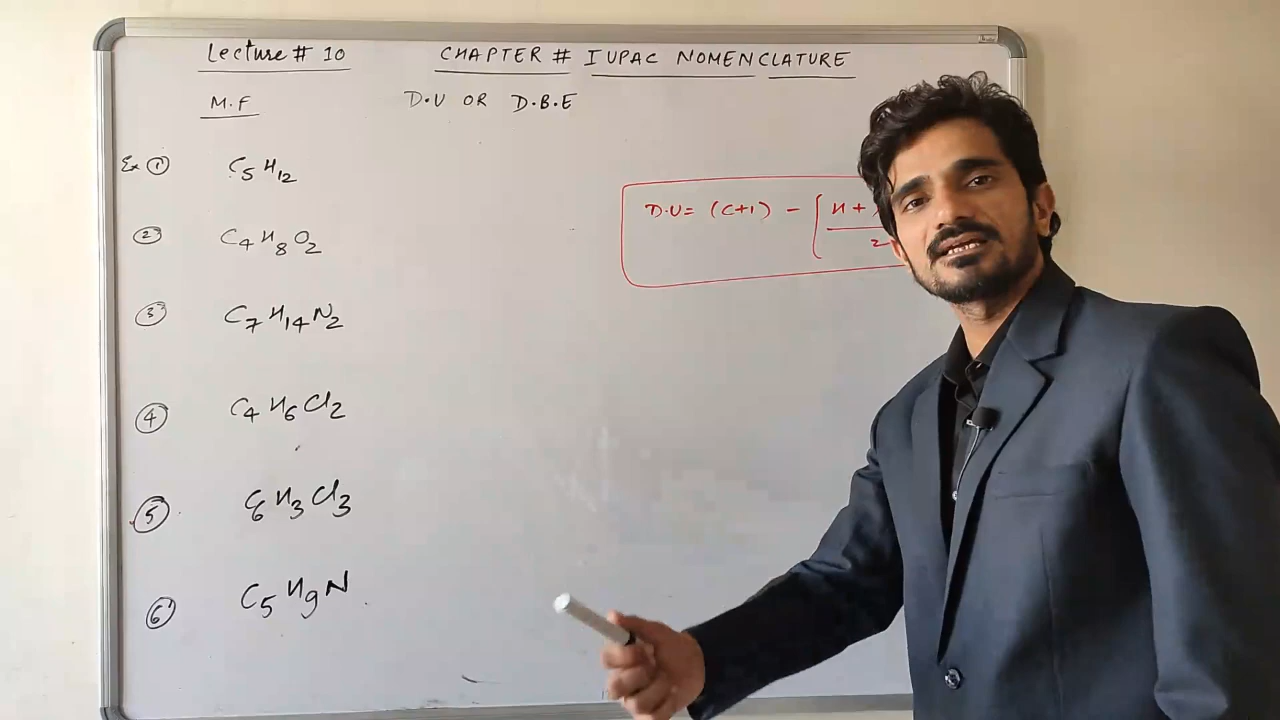 Lecture # 10
CHAPTER # IUPAC NOMENCLATURE
M.F
D.U OR D.B.E
Ex ① C5H12
② C4H8O2
③ C7H14N2
④ C4H6Cl2
⑤ C6H3Cl3
⑥ C5H9N
D.U = (C+1) - [H+
2